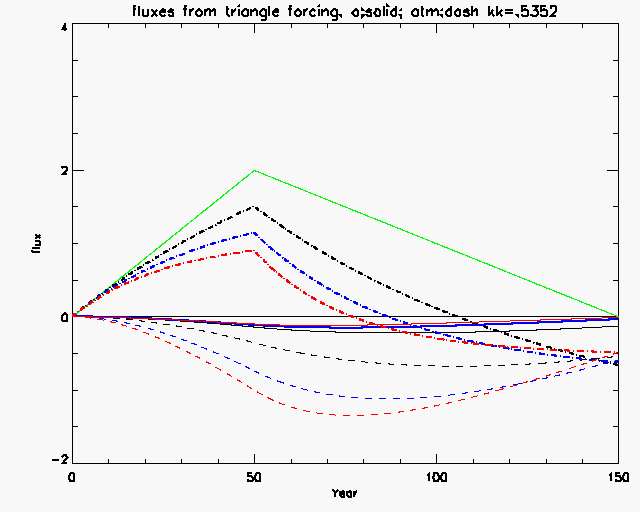 fluxes from triangle forcing, o;solid; atm;dash kk=.5352
4
2
0
-2
flux
0
50
100
150
Year